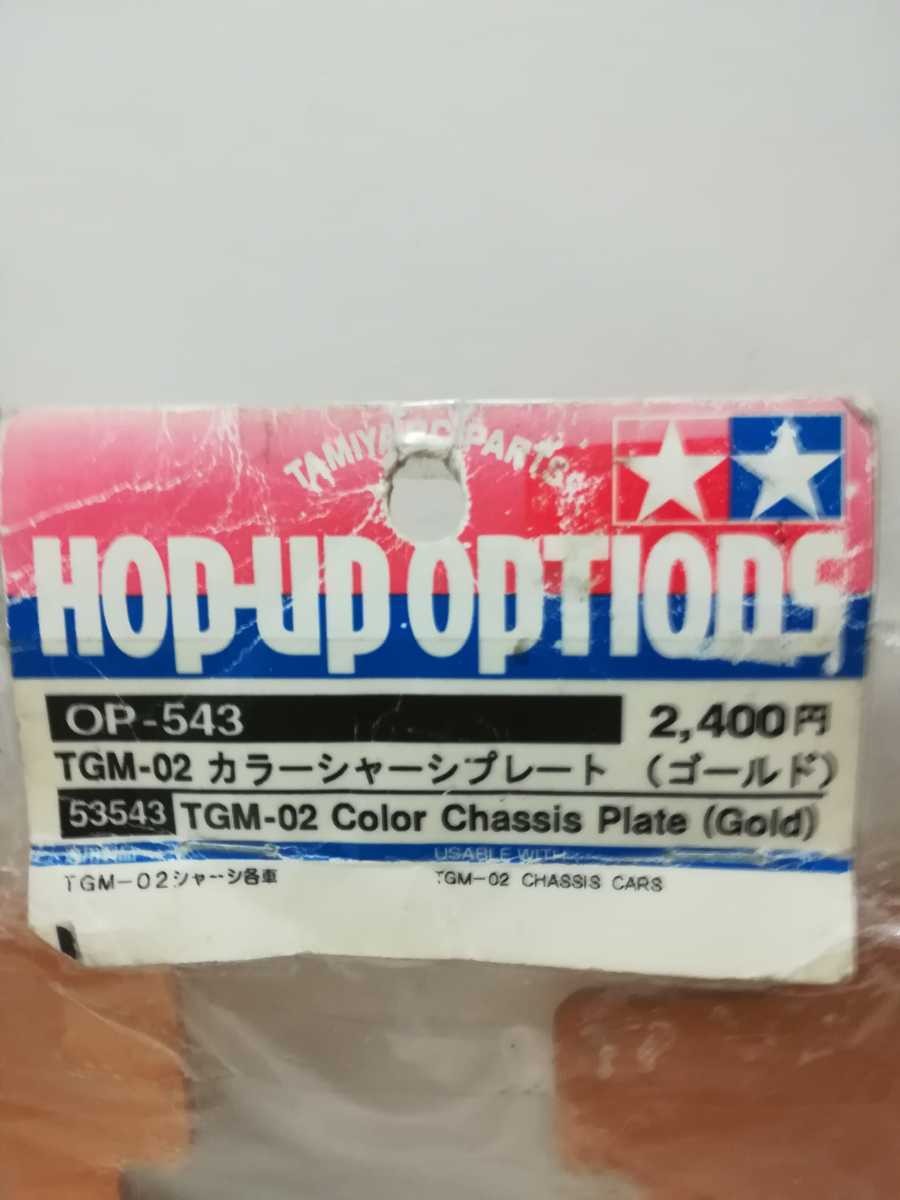 TAMIYA RC PARTS
HOP-UP OPTIONS
OP-543 2,400円
TGM-02 カラーシャーシプレート (ゴールド)
53543 TGM-02 Color Chassis Plate (Gold)
USABLE WITH
TGM-02シャーシ各車 TGM-02 CHASSIS CARS